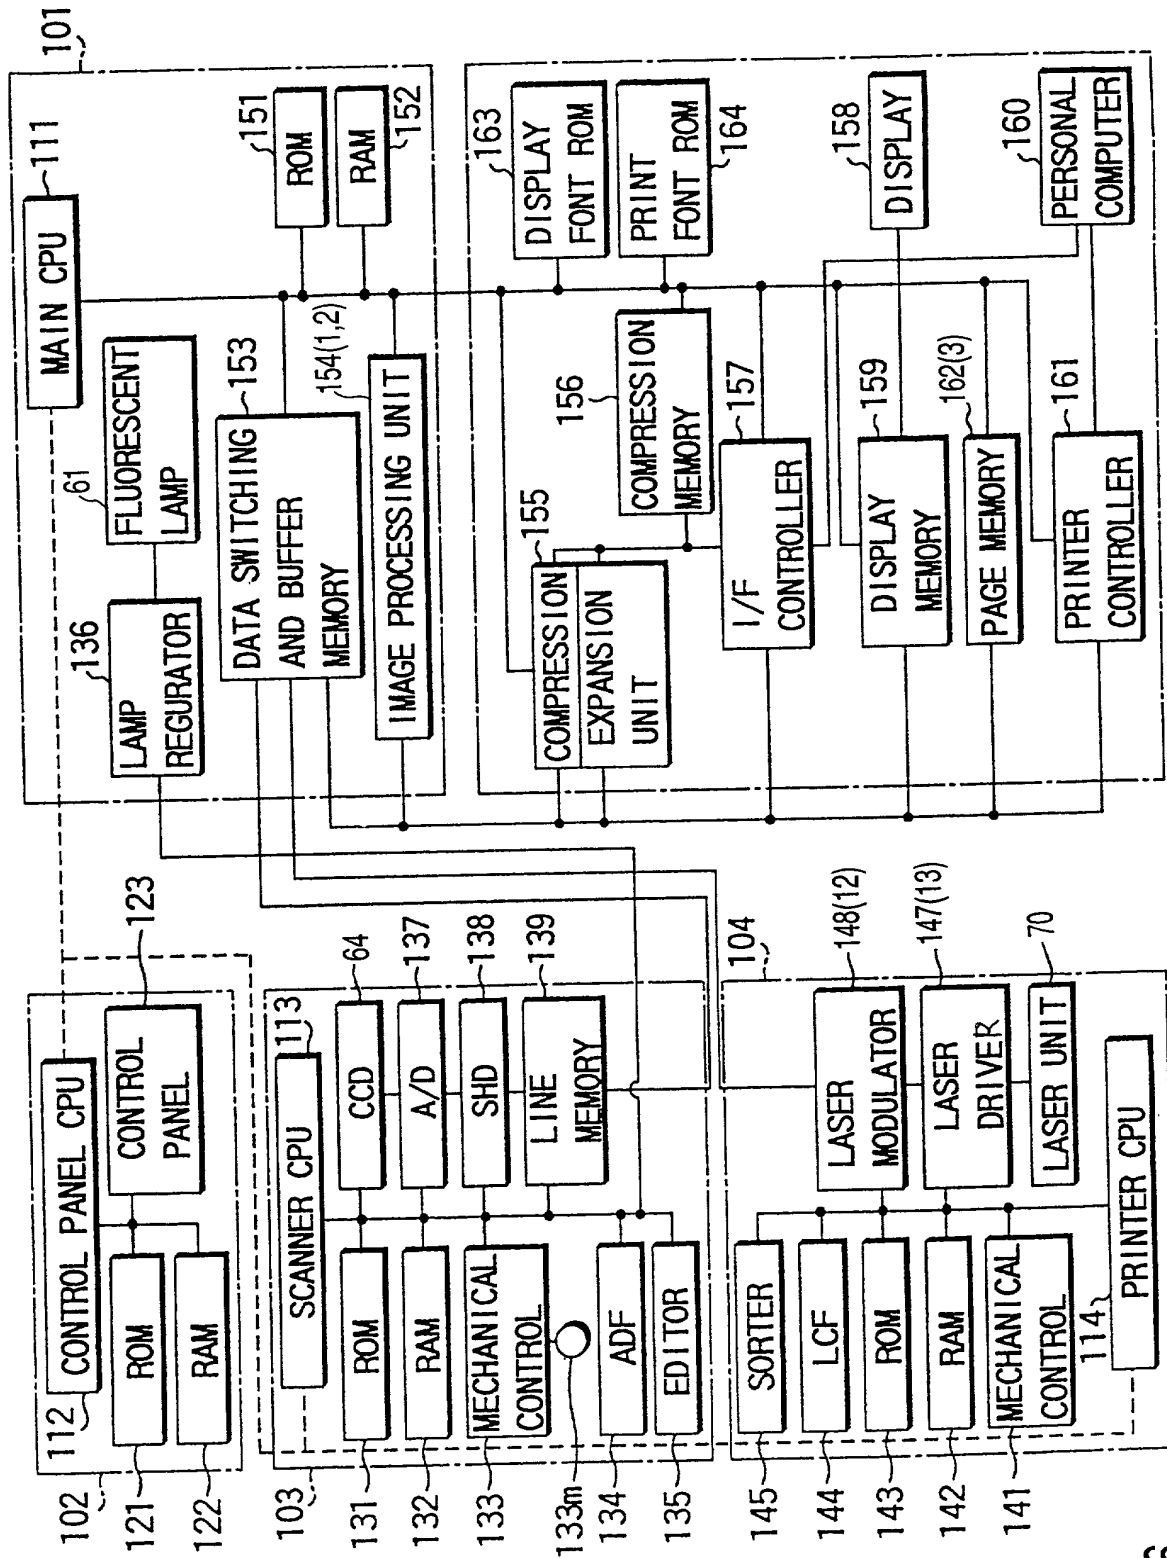 101
MAIN CPU
111
61
FLUORESCENT
LAMP
136
LAMP
REGURATOR
151
ROM
RAM
152
DATA SWITCHING
AND BUFFER
MEMORY
153
154(1,2)
IMAGE PROCESSING UNIT
163
DISPLAY
FONT ROM
PRINT
FONT ROM
164
COMPRESSION
EXPANSION
UNIT
155
156
COMPRESSION
MEMORY
157
I/F
CONTROLLER
158
DISPLAY
DISPLAY
MEMORY
159
162(3)
PAGE MEMORY
160
PERSONAL
COMPUTER
PRINTER
CONTROLLER
161
102
112
CONTROL PANEL CPU
123
CONTROL
PANEL
121
ROM
122
RAM
103
SCANNER CPU
113
CCD
64
A/D
137
SHD
138
LINE
MEMORY
139
131
ROM
132
RAM
133
MECHANICAL
CONTROL
133m
134
ADF
135
EDITOR
104
LASER
MODULATOR
148(12)
LASER
DRIVER
147(13)
LASER UNIT
70
145
SORTER
144
LCF
143
ROM
142
RAM
141
MECHANICAL
CONTROL
114
PRINTER CPU